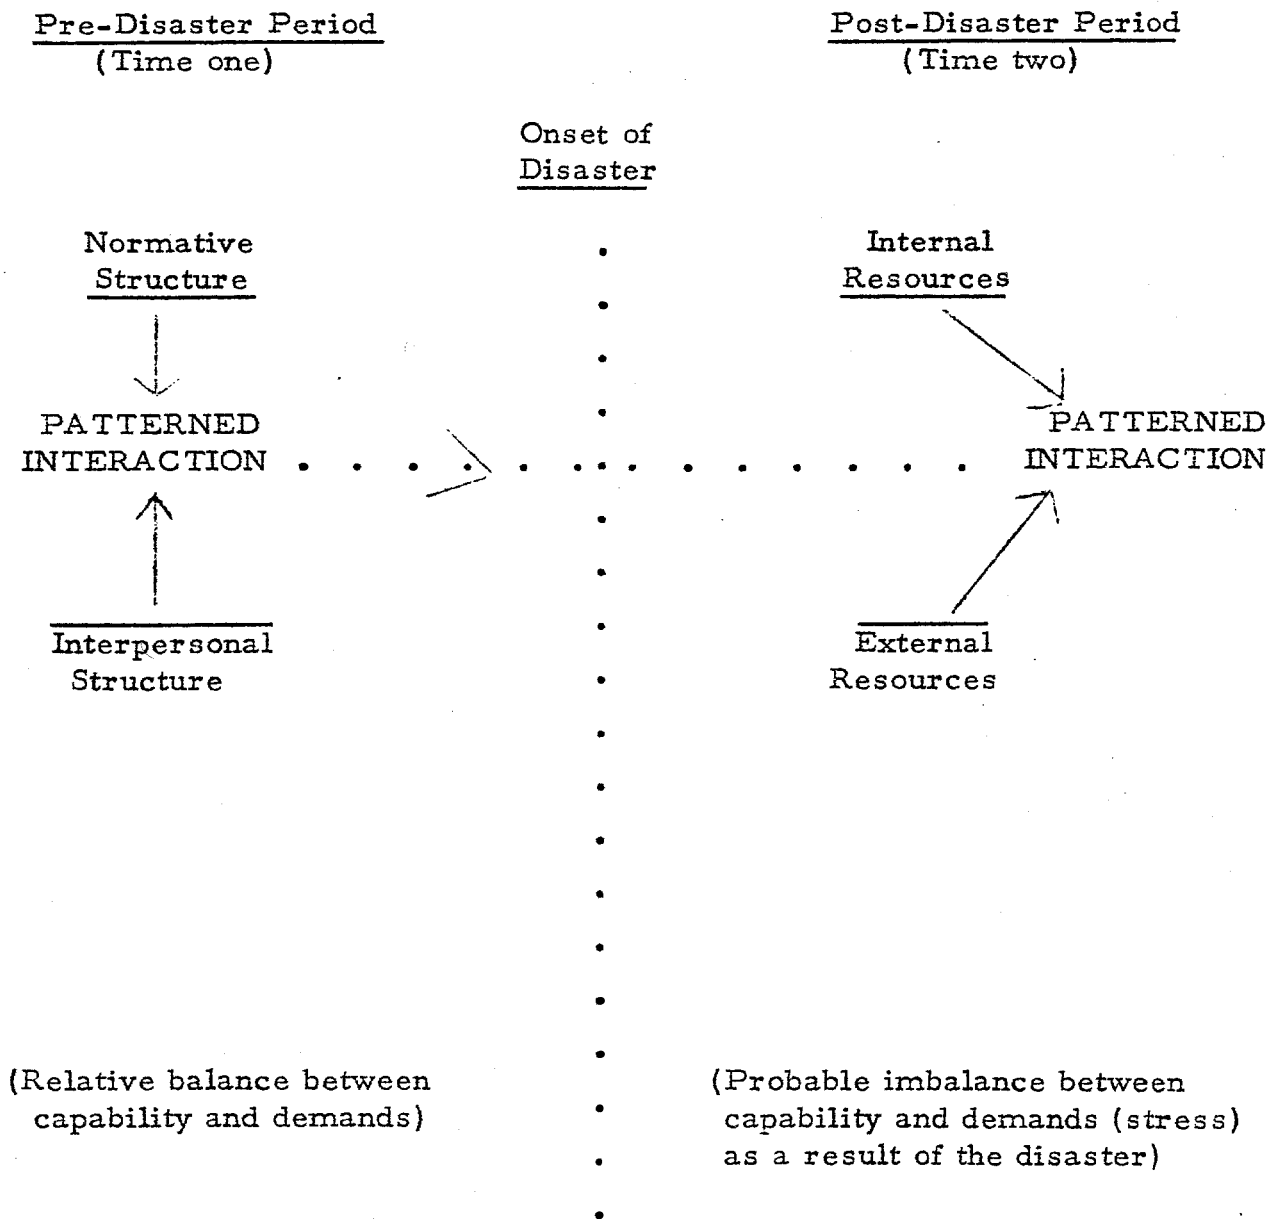 Pre-Disaster Period
(Time one)
Post-Disaster Period
(Time two)
Onset of
Disaster
Normative
Structure
Internal
Resources
PATTERNED
INTERACTION
PATTERNED
INTERACTION
Interpersonal
Structure
External
Resources
(Relative balance between
capability and demands)
(Probable imbalance between
capability and demands (stress)
as a result of the disaster)